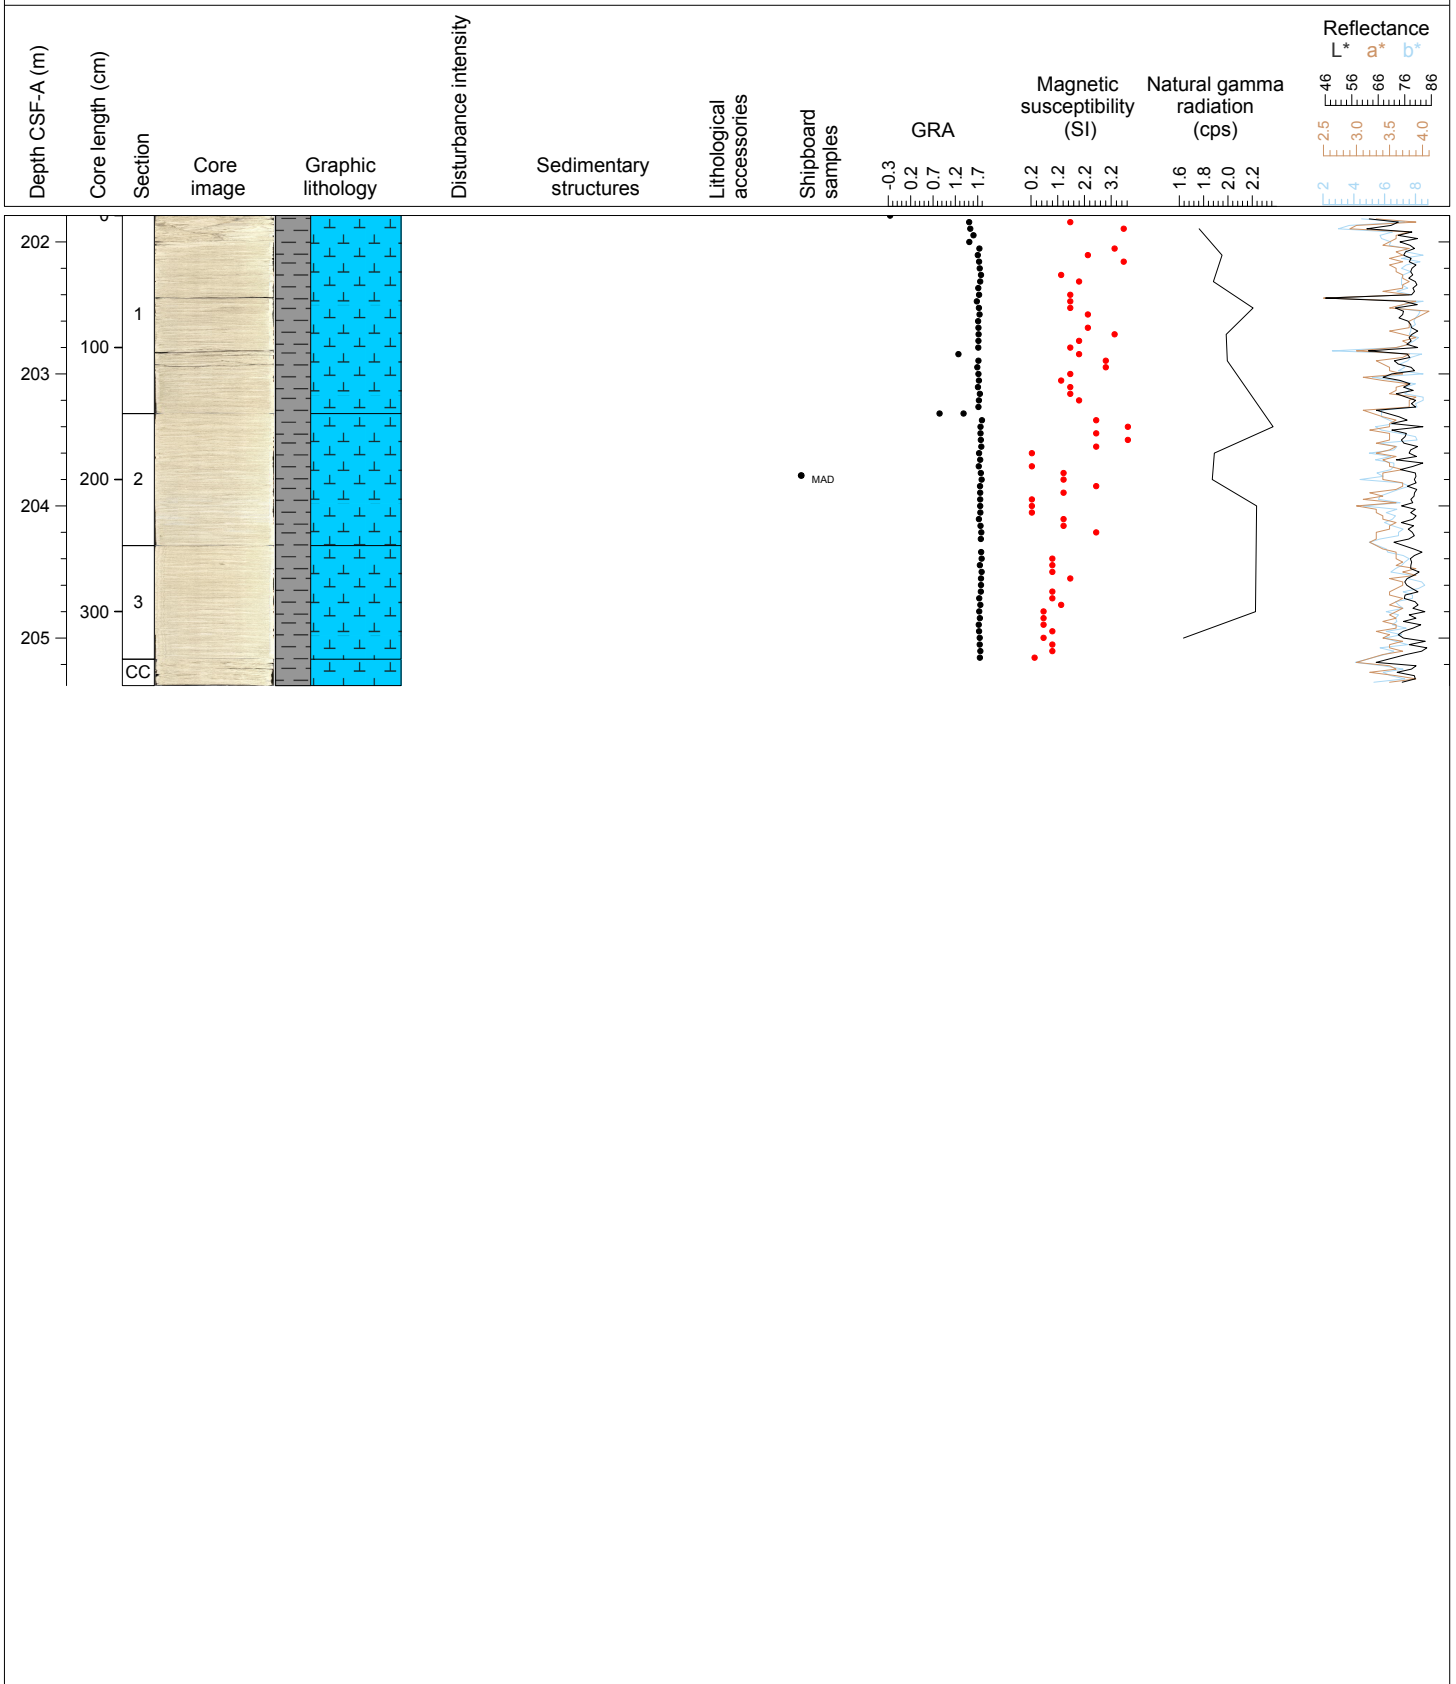 Depth CSF-A (m)
Core length (cm)
Section
Core
image
Graphic
lithology
Disturbance intensity
Sedimentary
structures
Lithological
accessories
Shipboard
samples
GRA
-0.3 0.2 0.7 1.2 1.7
Magnetic
susceptibility
(SI)
0.2 1.2 2.2 3.2
Natural gamma
radiation
(cps)
1.6 1.8 2.0 2.2
Reflectance
L* a* b*
46 56 66 76 86
2.5 3.0 3.5 4.0
2 4 6 8
0
202
1
100
203
200
2
MAD
204
3
300
205
CC